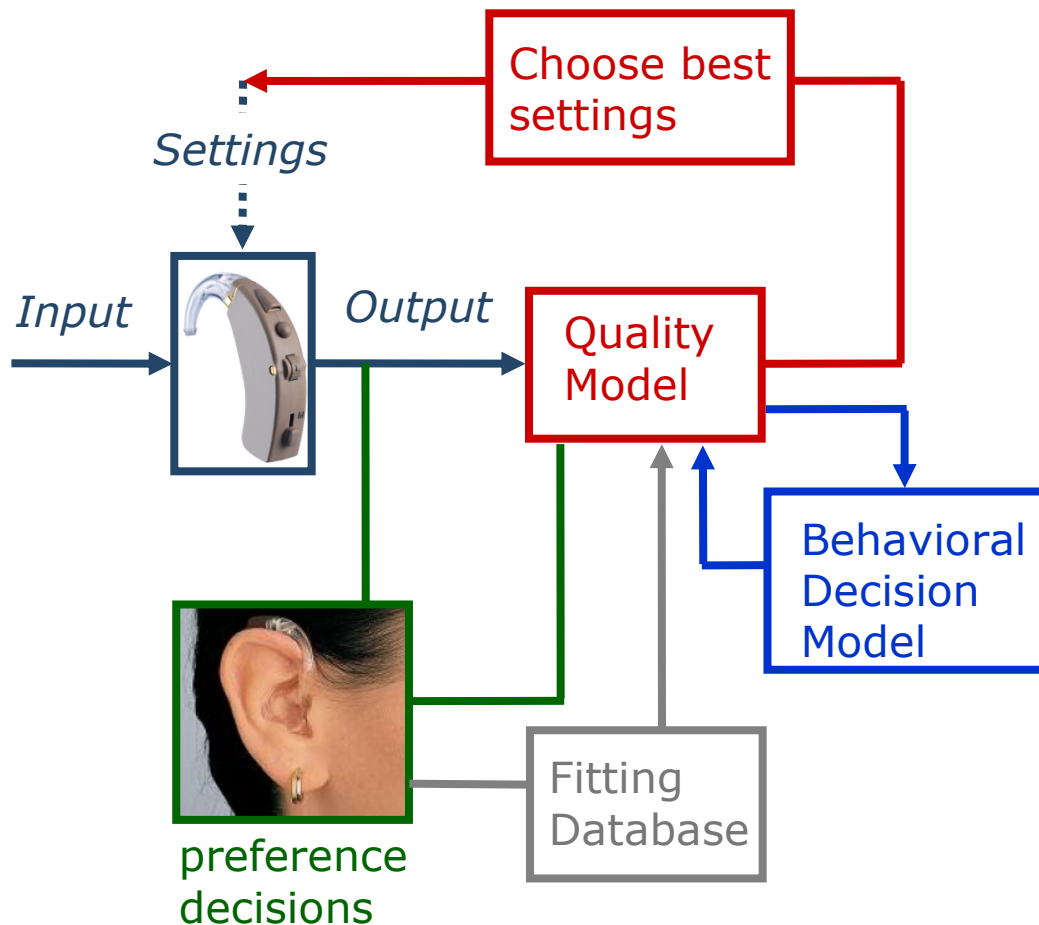 Choose best
settings
Settings
Input
Output
Quality
Model
Behavioral
Decision
Model
Fitting
Database
preference
decisions